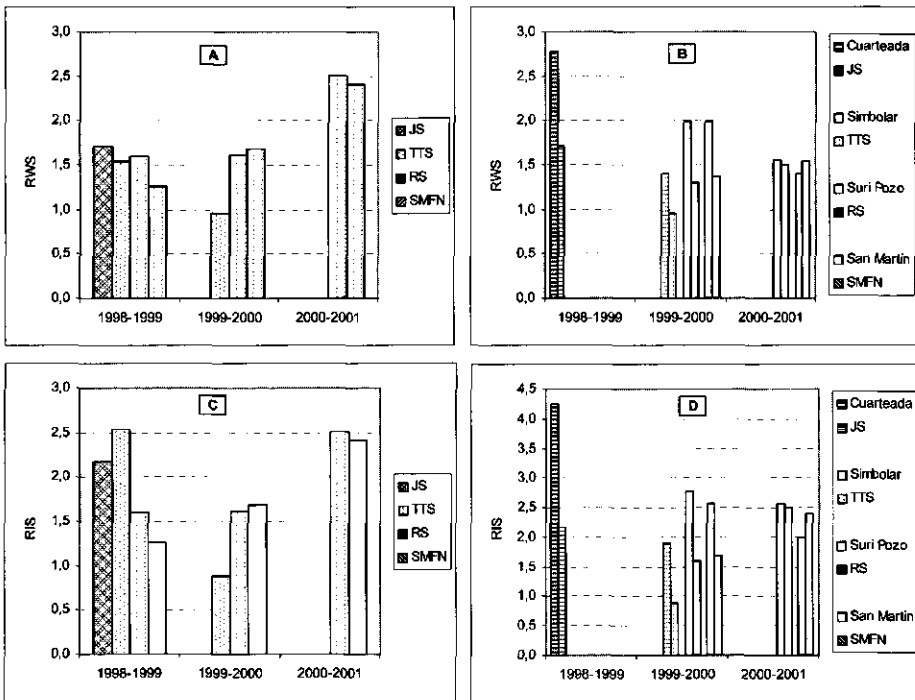 A
3,0
2,5
2,0
1,5
1,0
0,5
0,0
RWS
1998-1999
1999-2000
2000-2001
JS
TTS
RS
SMFN
B
3,0
2,5
2,0
1,5
1,0
0,5
0,0
RWS
1998-1999
1999-2000
2000-2001
Cuarteada
JS
Simbolar
TTS
Suri Pozo
RS
San Martin
SMFN
C
3,0
2,5
2,0
1,5
1,0
0,5
0,0
RIS
1998-1999
1999-2000
2000-2001
JS
TTS
RS
SMFN
D
4,5
4,0
3,5
3,0
2,5
2,0
1,5
1,0
0,5
0,0
RIS
1998-1999
1999-2000
2000-2001
Cuarteada
JS
Simbolar
TTS
Suri Pozo
RS
San Martin
SMFN